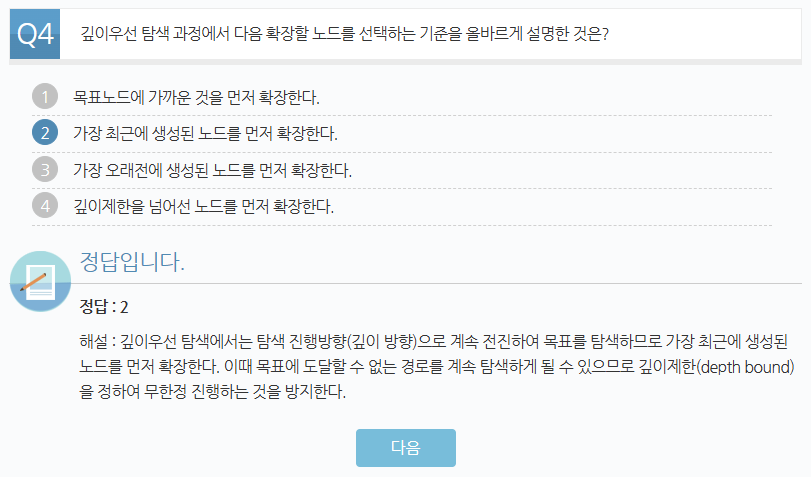 Q4 깊이우선 탐색 과정에서 다음 확장할 노드를 선택하는 기준을 올바르게 설명한 것은?
1 목표노드에 가까운 것을 먼저 확장한다.
2 가장 최근에 생성된 노드를 먼저 확장한다.
3 가장 오래전에 생성된 노드를 먼저 확장한다.
4 깊이제한을 넘어선 노드를 먼저 확장한다.
정답입니다.
정답 : 2
해설 : 깊이우선 탐색에서는 탐색 진행방향(깊이 방향)으로 계속 전진하여 목표를 탐색하므로 가장 최근에 생성된
노드를 먼저 확장한다. 이때 목표에 도달할 수 없는 경로를 계속 탐색하게 될 수 있으므로 깊이제한(depth bound)
을 정하여 무한정 진행하는 것을 방지한다.
다음